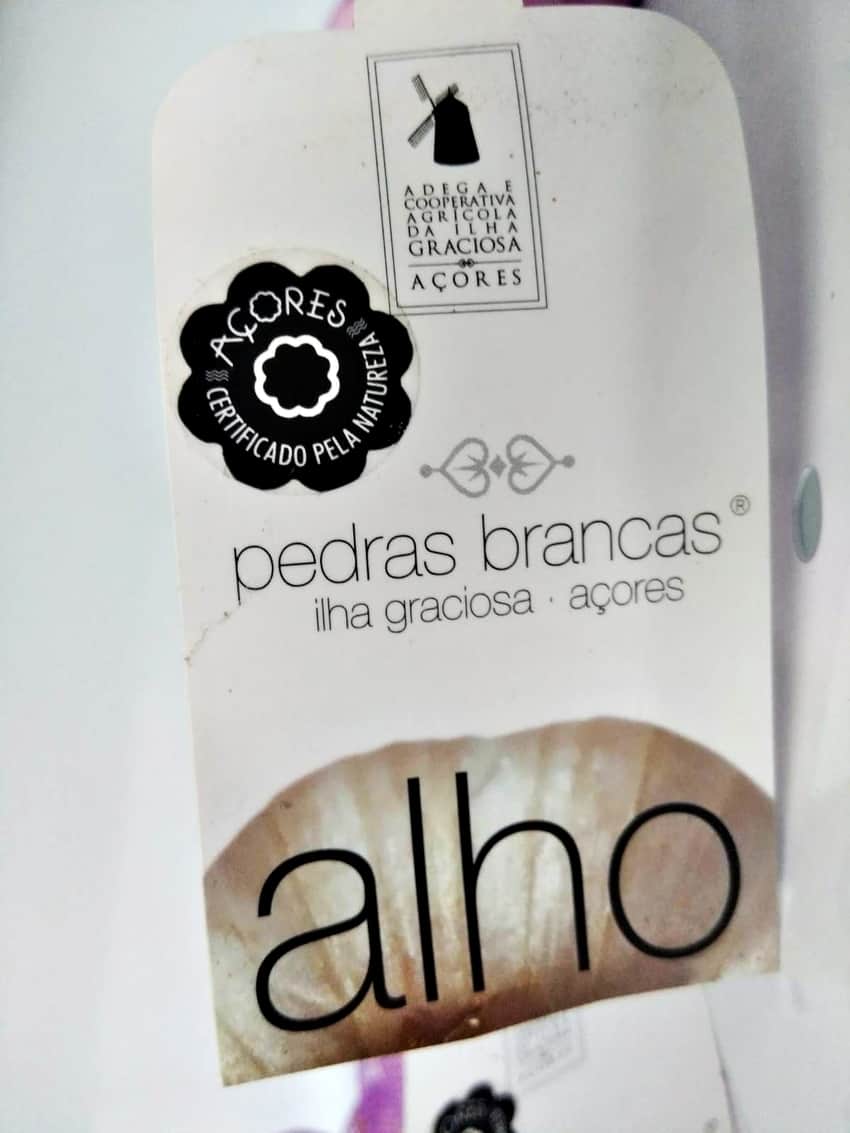 ADEGA E
COOPERATIVA
AGRÍCOLA
DA ILHA
GRACIOSA
AÇORES
AÇORES
CERTIFICADO PELA NATUREZA
pedras brancas®
ilha graciosa · açores
alho